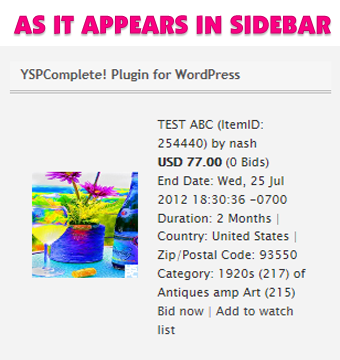 AS IT APPEARS IN SIDEBAR
YSPComplete! Plugin for WordPress
TEST ABC (ItemID:
254440) by nash
USD 77.00 (0 Bids)
End Date: Wed, 25 Jul
2012 18:30:36 -0700
Duration: 2 Months |
Country: United States |
Zip/Postal Code: 93550
Category: 1920s (217) of
Antiques amp Art (215)
Bid now | Add to watch
list